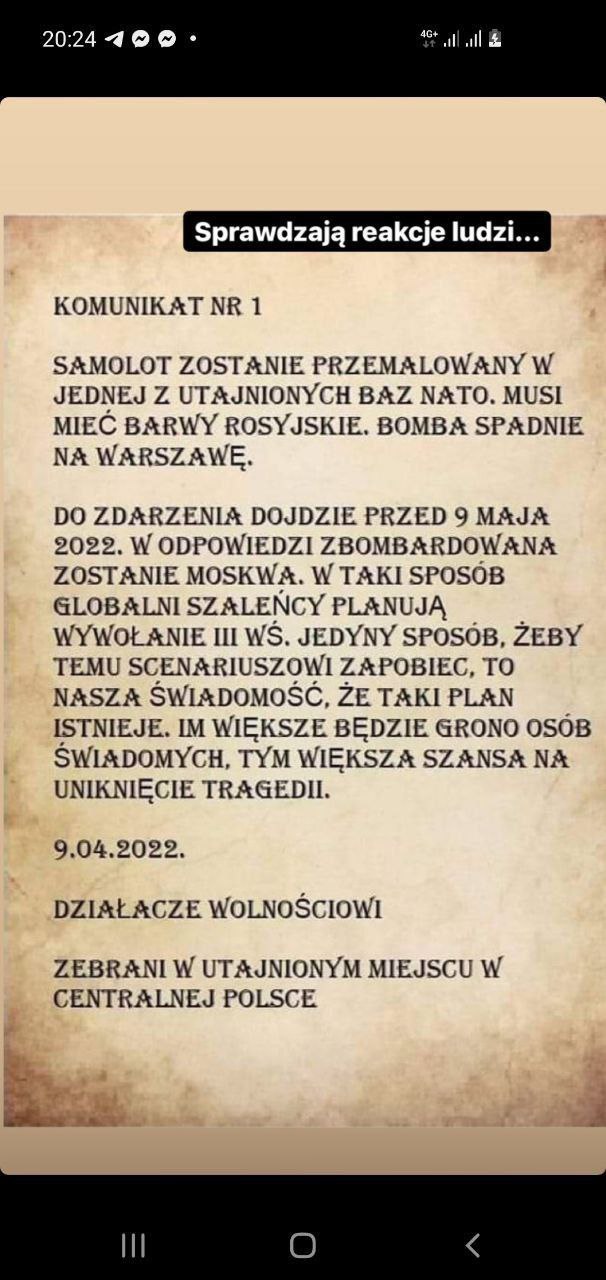 20:24
4G+
Sprawdzają reakcje ludzi...
KOMUNIKAT NR 1
SAMOLOT ZOSTANIE PRZEMALOWANY W
JEDNEJ Z UTAJNIONYCH BAZ NATO. MUSI
MIEĆ BARWY ROSYJSKIE. BOMBA SPADNIE
NA WARSZAWĘ.
DO ZDARZENIA DOJDZIE PRZED 9 MAJA
2022. W ODPOWIEDZI ZBOMBARDOWANA
ZOSTANIE MOSKWA. W TAKI SPOSÓB
GLOBALNI SZALEŃCY PLANUJĄ
WYWOŁANIE III WŚ. JEDYNY SPOSÓB, ŻEBY
TEMU SCENARIUSZOWI ZAPOBIEC, TO
NASZA ŚWIADOMOŚĆ, ŻE TAKI PLAN
ISTNIEJE. IM WIĘKSZE BĘDZIE GRONO OSÓB
ŚWIADOMYCH, TYM WIĘKSZA SZANSA NA
UNIKNIĘCIE TRAGEDII.
9.04.2022.
DZIAŁACZE WOLNOŚCIOWI
ZEBRANI W UTAJNIONYM MIEJSCU W
CENTRALNEJ POLSCE